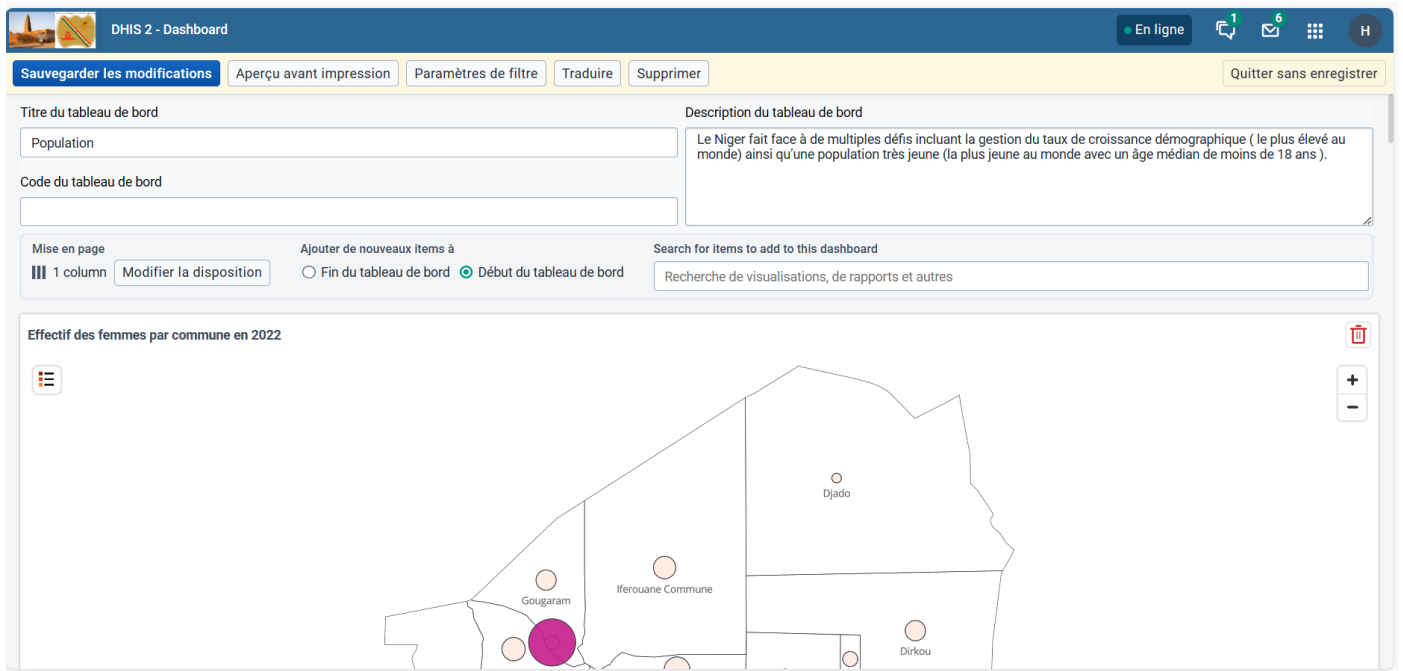 DHIS 2 - Dashboard
En ligne
1
6
H
Sauvegarder les modifications
Aperçu avant impression
Paramètres de filtre
Traduire
Supprimer
Quitter sans enregistrer
Titre du tableau de bord
Population
Code du tableau de bord
Description du tableau de bord
Le Niger fait face à de multiples défis incluant la gestion du taux de croissance démographique ( le plus élevé au
monde) ainsi qu'une population très jeune (la plus jeune au monde avec un âge médian de moins de 18 ans ).
Mise en page
1 column
Modifier la disposition
Ajouter de nouveaux items à
Fin du tableau de bord
Début du tableau de bord
Search for items to add to this dashboard
Recherche de visualisations, de rapports et autres
Effectif des femmes par commune en 2022
+
−
Djado
Iferouane Commune
Gougaram
Dirkou